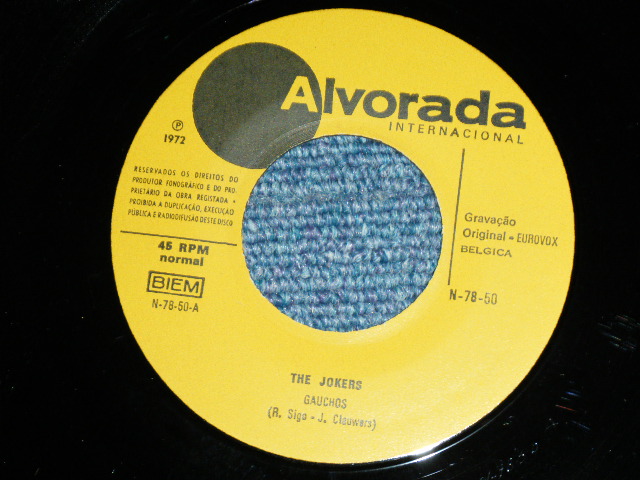 Alvorada
INTERNACIONAL
℗
1972
RESERVADOS OS DIREITOS DO
PRODUTOR FONOGRÁFICO E DO PRO-
PRIETÁRIO DA OBRA REGISTADA •
PROIBIDA A DUPLICAÇÃO, EXECUÇÃO
PÚBLICA E RADIODIFUSÃO DESTE DISCO
45 RPM
normal
BIEM
N-78-50-A
Gravação
Original - EUROVOX
BELGICA
N-78-50
THE JOKERS
GAUCHOS
(R. Sigo - J. Clauwers)